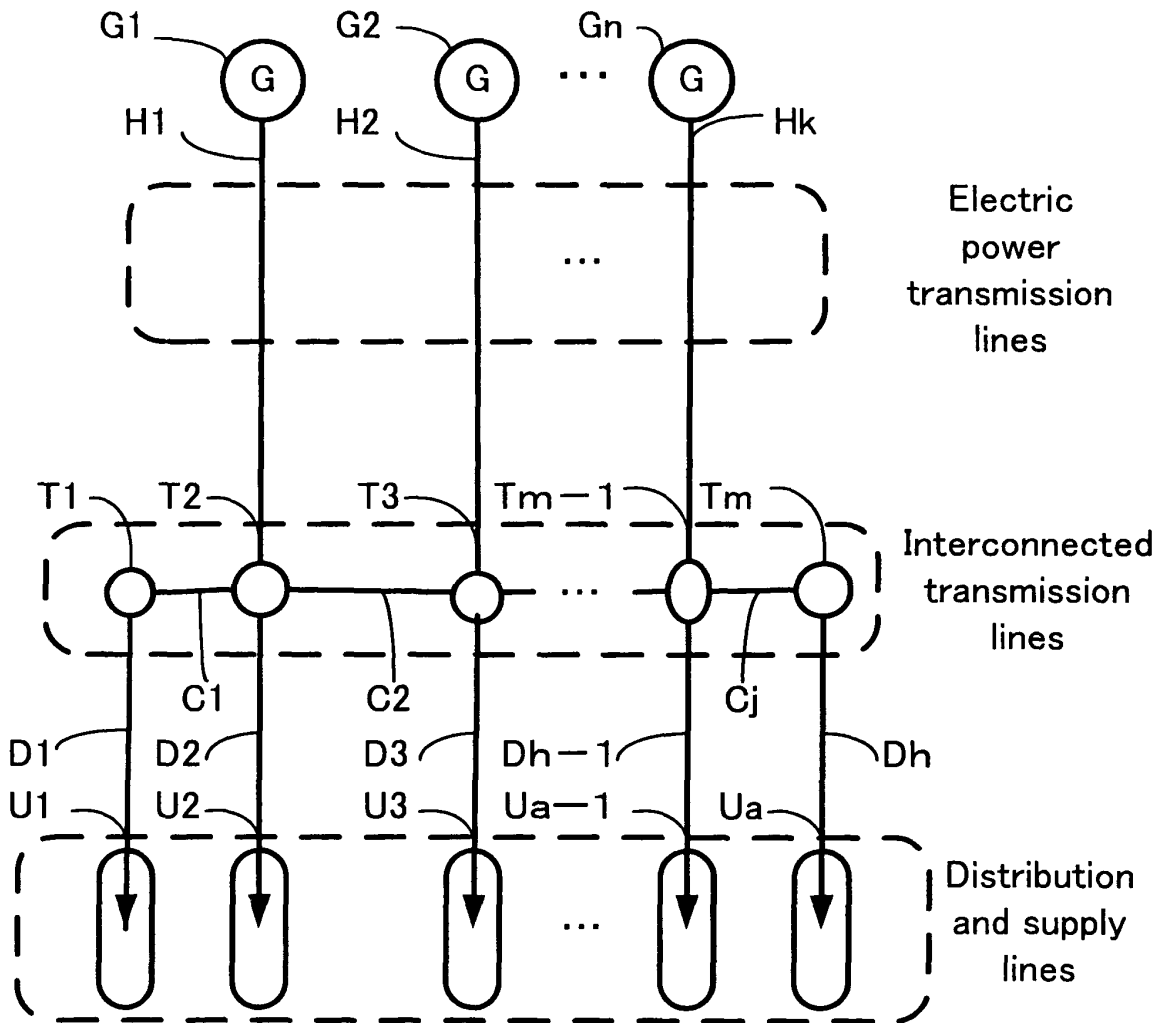 G1 G2 Gn
G G ... G
H1 H2 Hk
Electric
power
transmission
lines
...
T1 T2 T3 Tm-1 Tm
Interconnected
transmission
lines
...
C1 C2 Cj
D1 D2 D3 Dh-1 Dh
U1 U2 U3 Ua-1 Ua
Distribution
and supply
lines
...